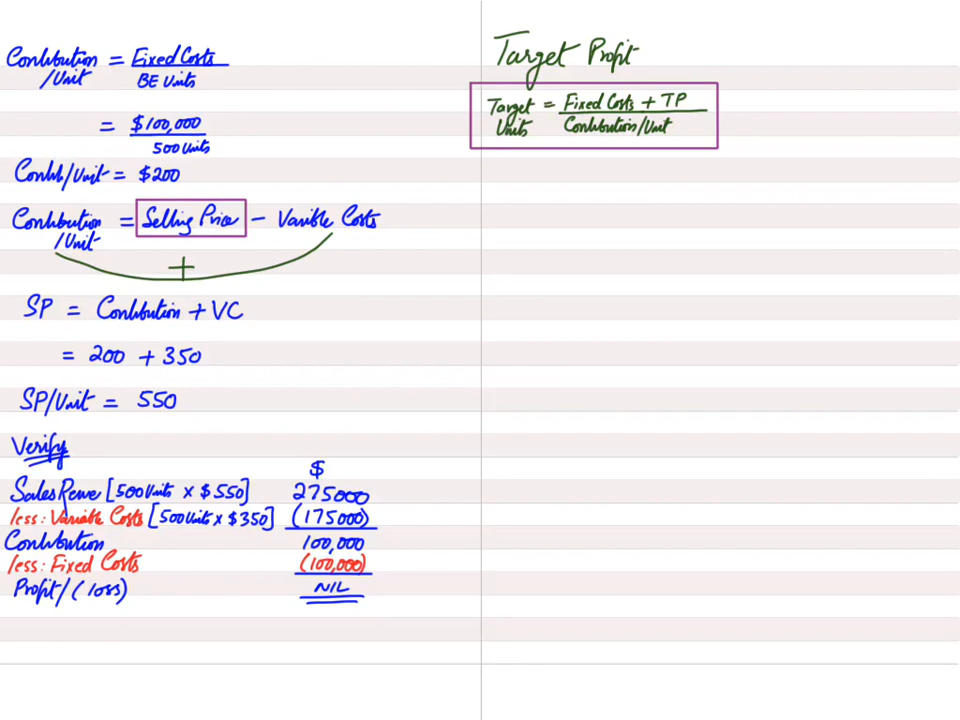 Contribution = Fixed Costs
/Unit BE Units
= $100,000
500 Units
Contrib/Unit = $200
Contribution = Selling Price - Varible Costs
/Unit
+
SP = Contribution + VC
= 200 + 350
SP/Unit = 550
Verify
$
Sales Revue [500 Units x $550] 275000
less: Variable Costs [500 Units x $350] (175000)
Contribution 100,000
less: Fixed Costs (100,000)
Profit/(loss) NIL
Target Profit
Target = Fixed Costs + TP
Units Contribution/Unit